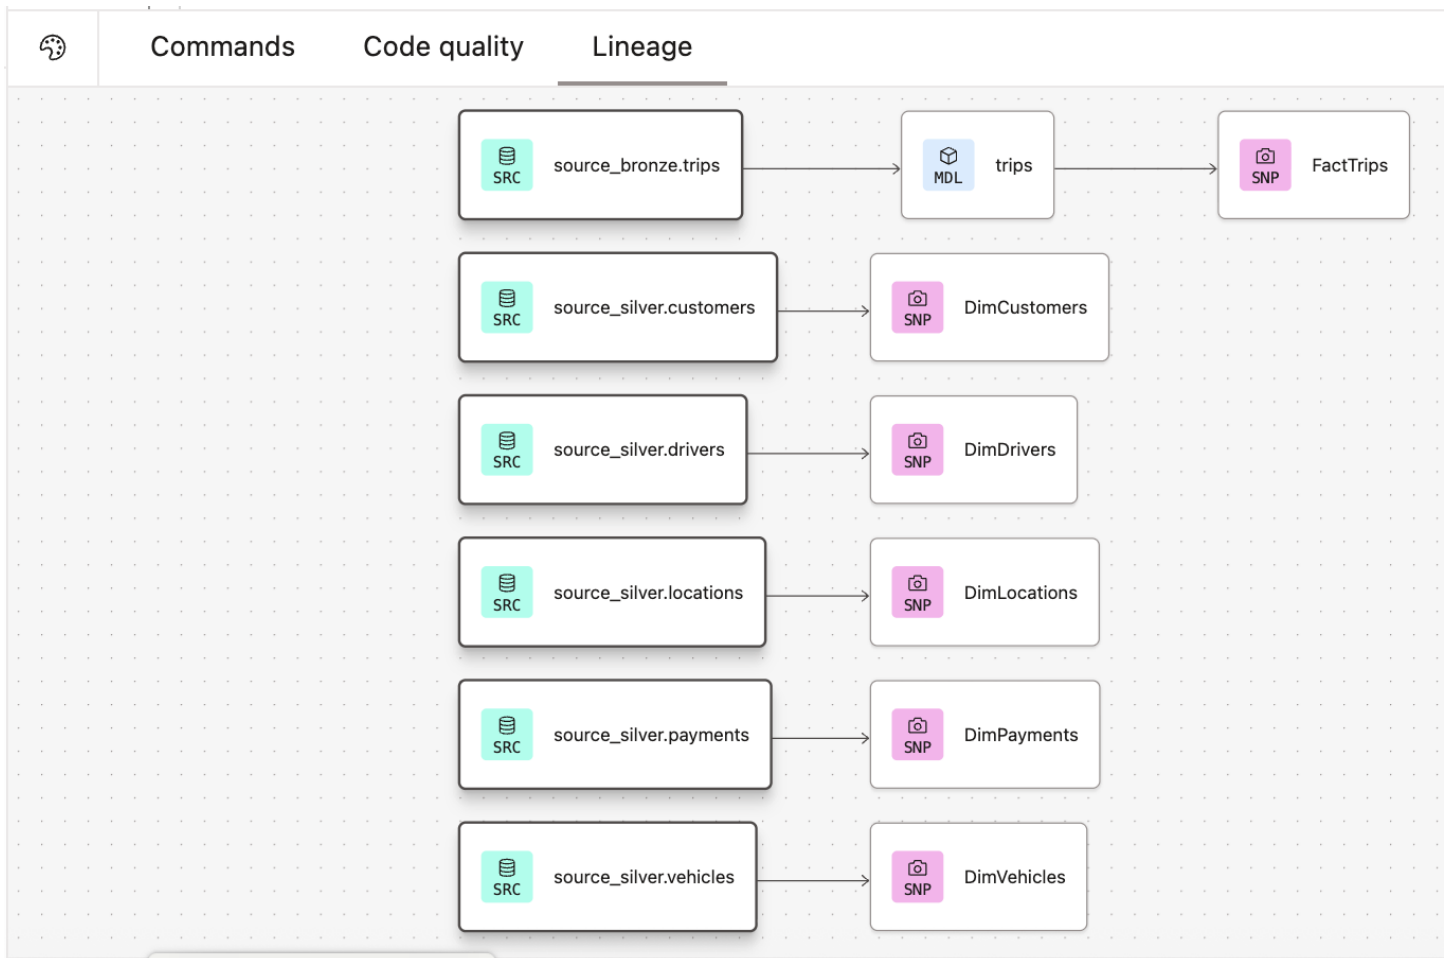 Commands Code quality Lineage
SRC source_bronze.trips MDL trips SNP FactTrips
SRC source_silver.customers SNP DimCustomers
SRC source_silver.drivers SNP DimDrivers
SRC source_silver.locations SNP DimLocations
SRC source_silver.payments SNP DimPayments
SRC source_silver.vehicles SNP DimVehicles